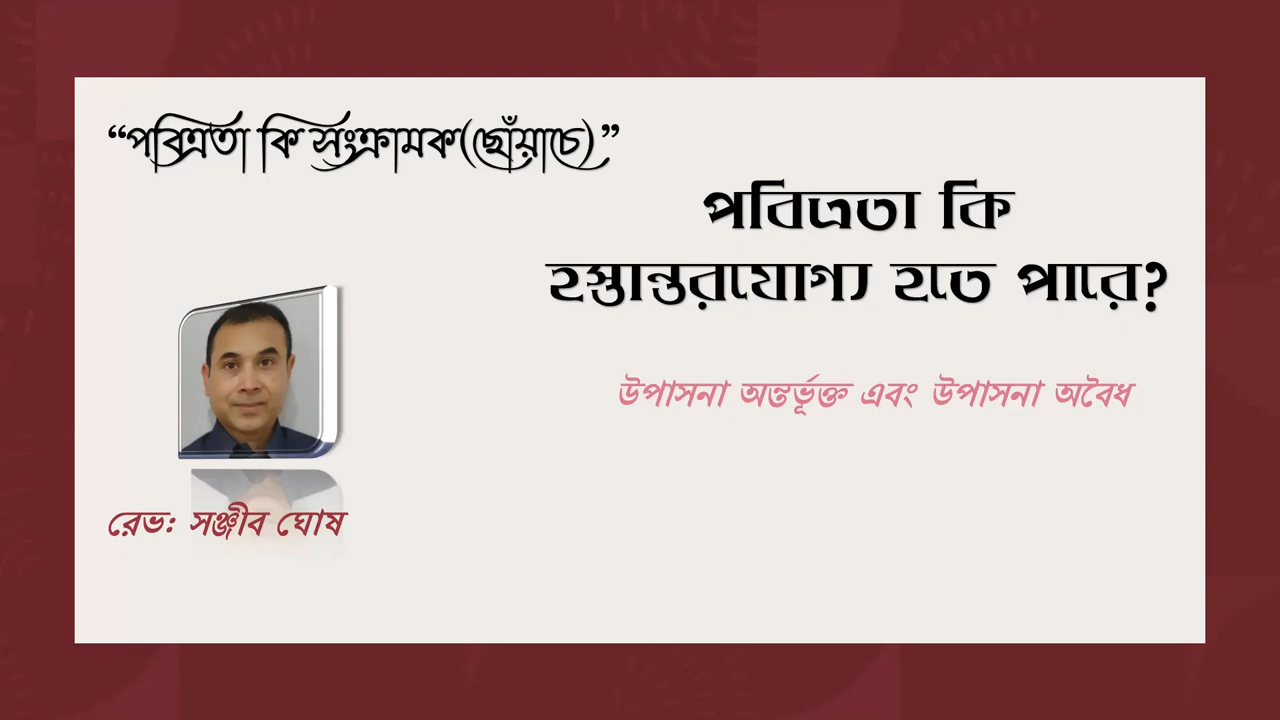 “পবিত্রতা কি সংক্রামক(ছোঁয়াচে)”
পবিত্রতা কি
হস্তান্তরযোগ্য হতে পারে?
উপাসনা অন্তর্ভূক্ত এবং উপাসনা অবৈধ
রেভ: সঞ্জীব ঘোষ